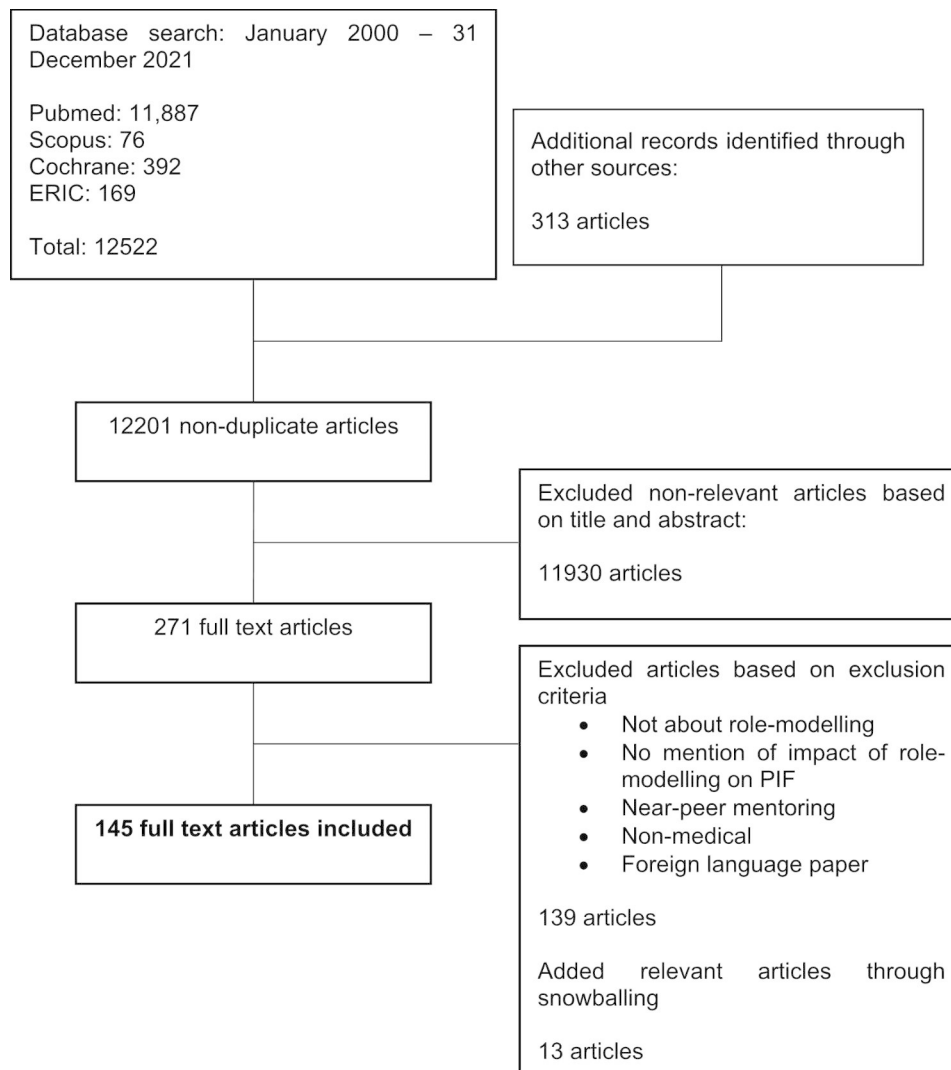 Database search: January 2000 – 31
December 2021
Pubmed: 11,887
Scopus: 76
Cochrane: 392
ERIC: 169
Total: 12522
Additional records identified through
other sources:
313 articles
12201 non-duplicate articles
Excluded non-relevant articles based
on title and abstract:
11930 articles
271 full text articles
Excluded articles based on exclusion
criteria
• Not about role-modelling
• No mention of impact of role-
modelling on PIF
• Near-peer mentoring
• Non-medical
• Foreign language paper
139 articles
Added relevant articles through
snowballing
13 articles
145 full text articles included